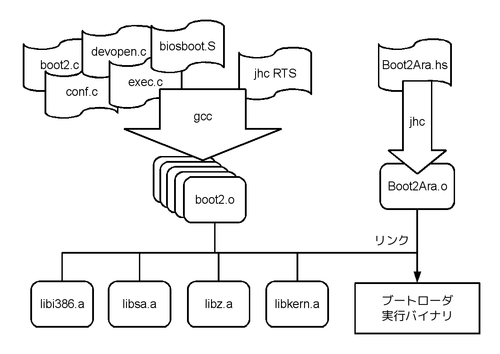 boot2.c
devopen.c
biosboot.S
conf.c
exec.c
jhc RTS
Boot2Ara.hs
gcc
jhc
boot2.o
Boot2Ara.o
リンク
libi386.a
libsa.a
libz.a
libkern.a
ブートローダ
実行バイナリ